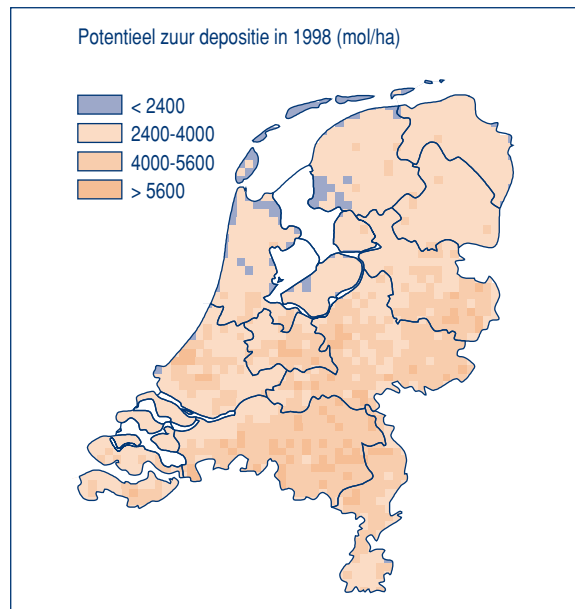 Potentieel zuur depositie in 1998 (mol/ha)
< 2400
2400-4000
4000-5600
> 5600